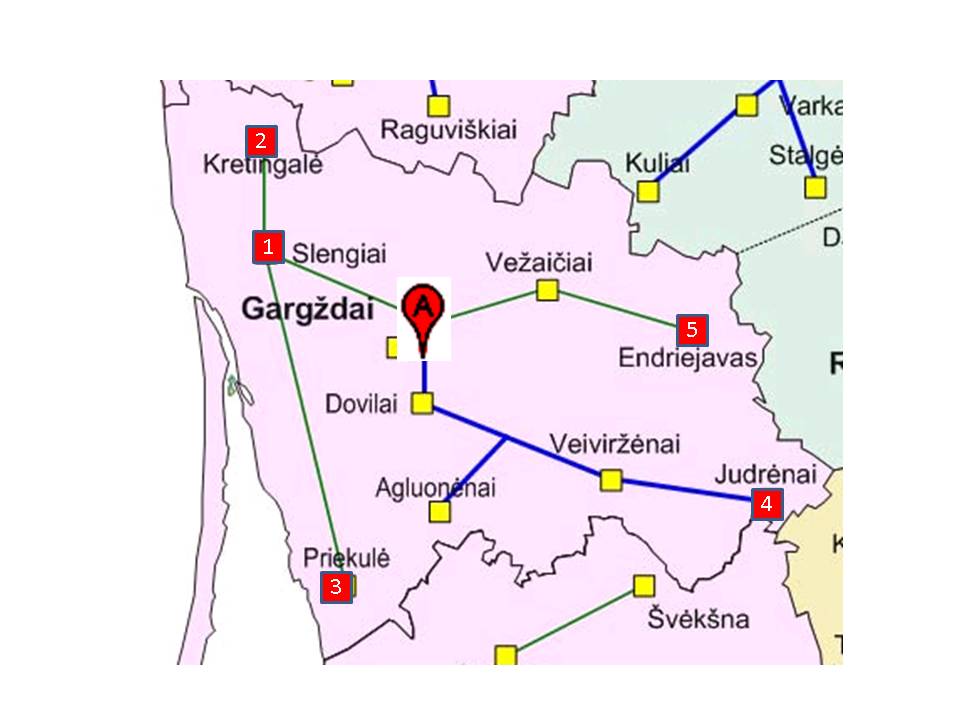 Varka
Raguviškiai
2
Kretingalė
Kuliai
Stalgė
D
1
Slengiai
Vežaičiai
Gargždai
A
5
Endriejavas
R
Dovilai
Veiviržėnai
Judrėnai
Agluonėnai
4
K
Priekulė
3
Švėkšna